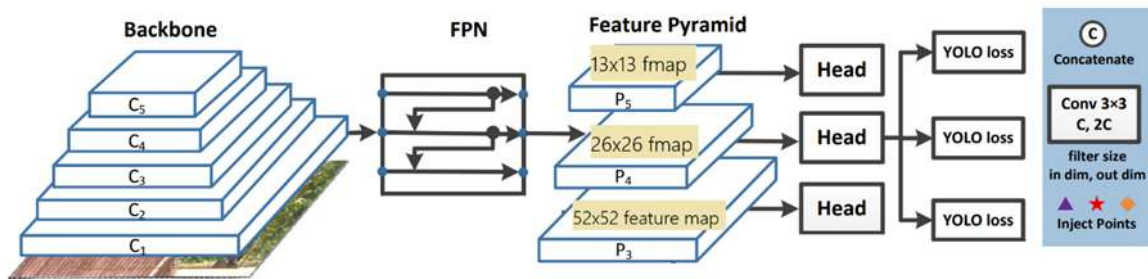 Backbone
FPN
Feature Pyramid
C5
C4
C3
C2
C1
13x13 fmap
P5
26x26 fmap
P4
52x52 feature map
P3
Head
Head
Head
YOLO loss
YOLO loss
YOLO loss
C
Concatenate
Conv 3×3
C, 2C
filter size
in dim, out dim
Inject Points